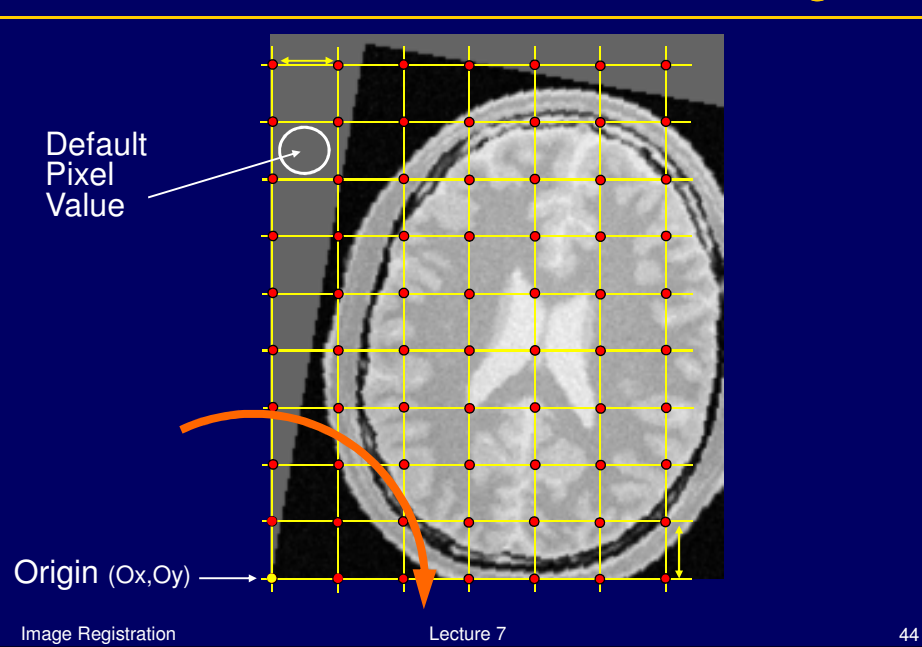 Default
Pixel
Value
Origin (Ox,Oy)
Image Registration
Lecture 7
44